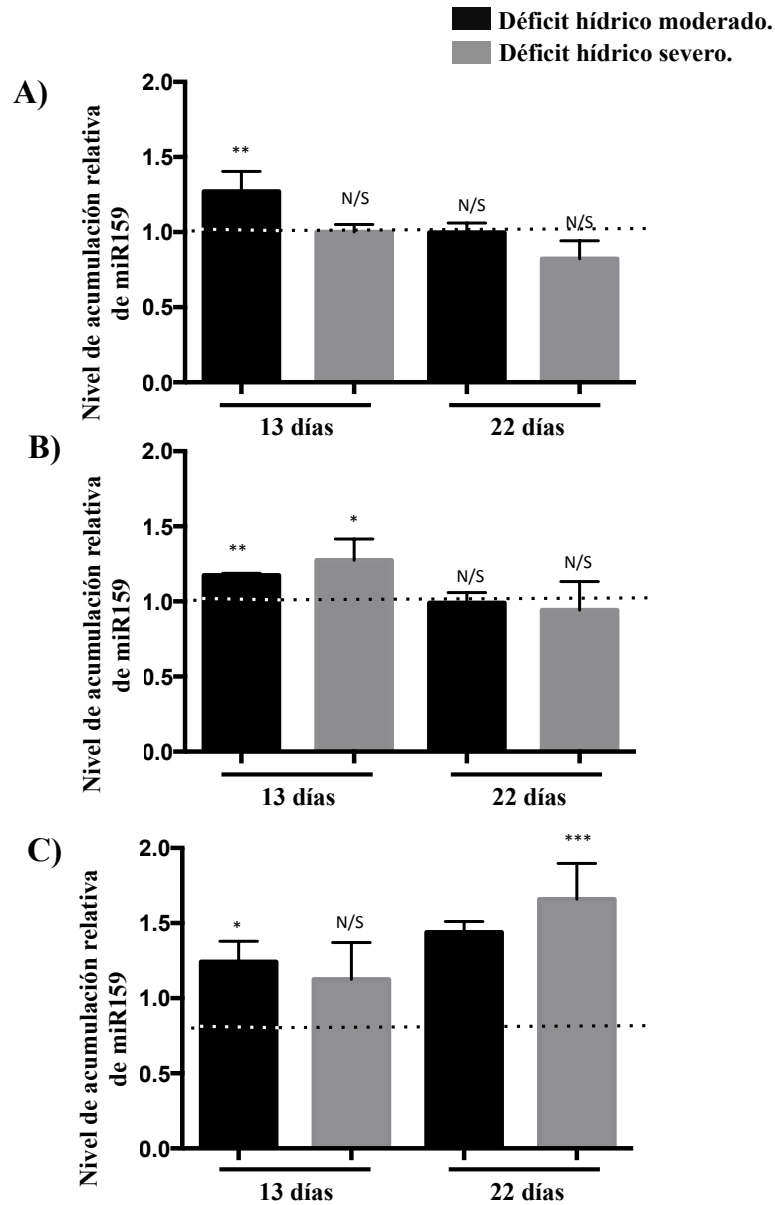 Déficit hídrico moderado.
Déficit hídrico severo.
A)
Nivel de acumulación relativa
de miR159
2.0
1.5
1.0
0.5
0.0
**
N/S
N/S
N/S
13 días
22 días
B)
Nivel de acumulación relativa
de miR159
2.0
1.5
1.0
0.5
0.0
**
*
N/S
N/S
13 días
22 días
C)
Nivel de acumulación relativa
de miR159
2.0
1.5
1.0
0.5
0.0
*
N/S
***
13 días
22 días